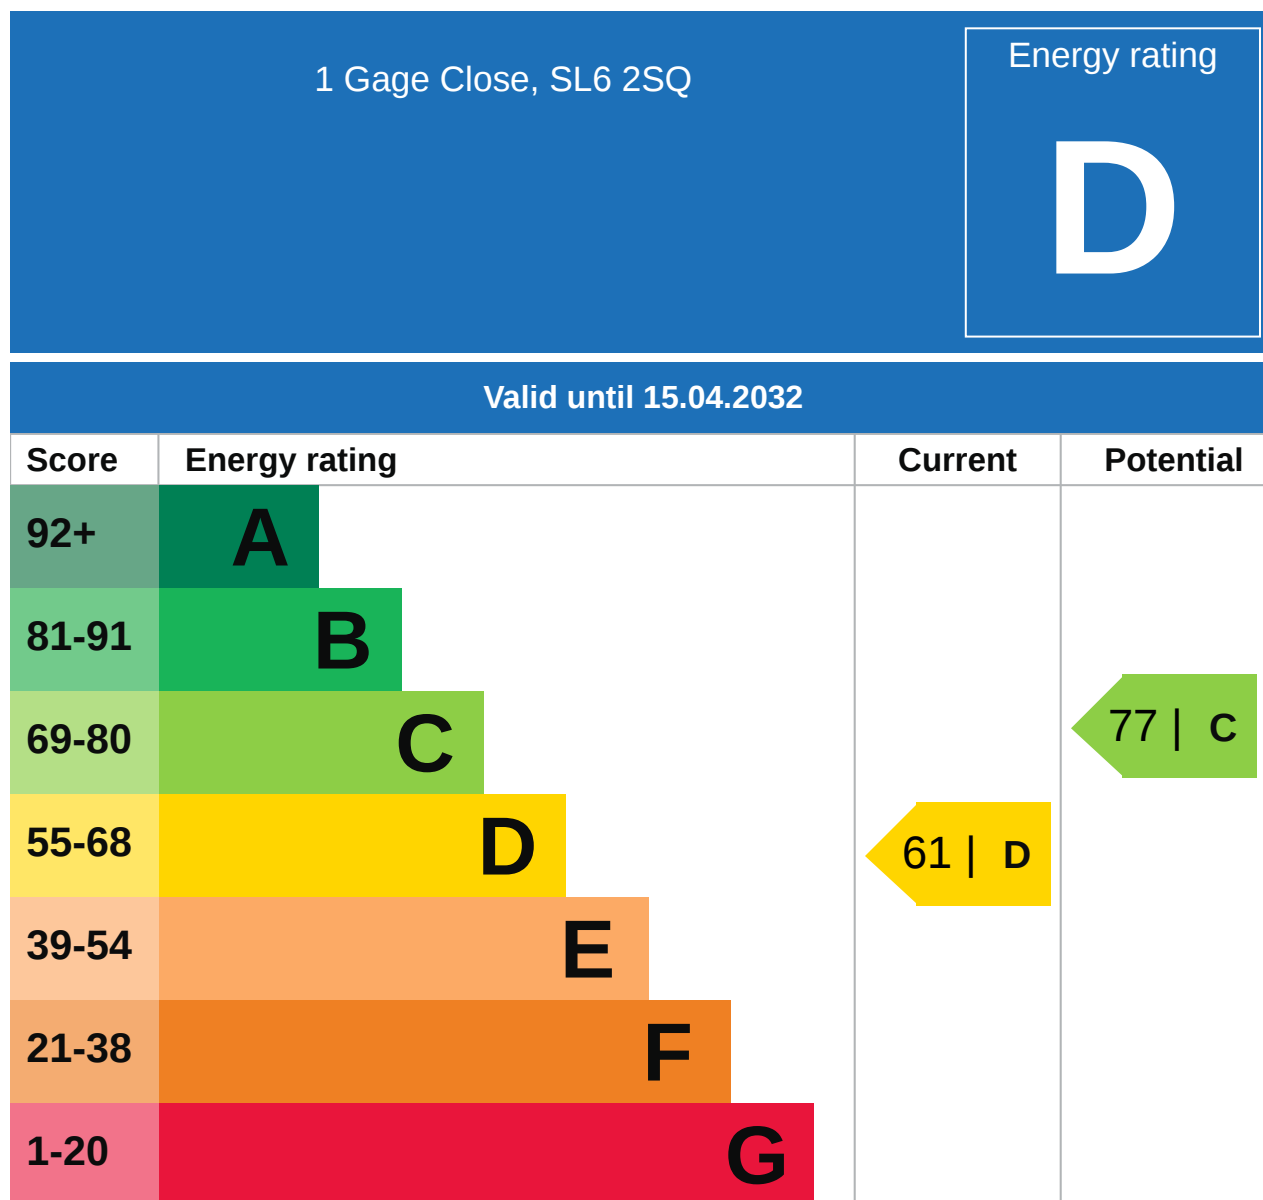 1 Gage Close, SL6 2SQ
Energy rating
D
Valid until 15.04.2032
Score Energy rating Current Potential
92+ A
81-91 B
69-80 C
77 | C
55-68 D
61 | D
39-54 E
21-38 F
1-20 G